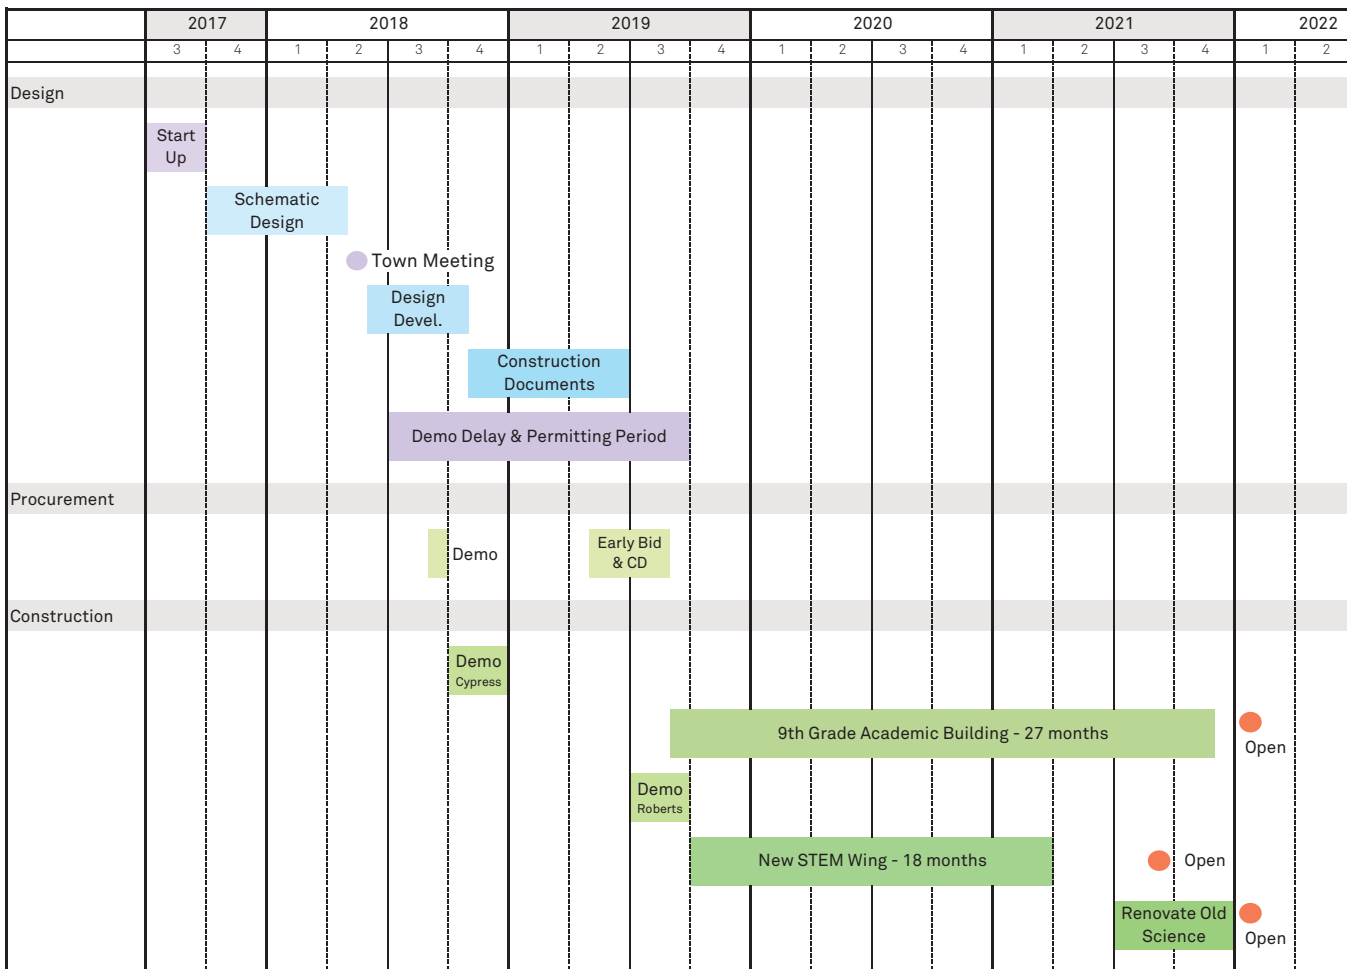 2017 2018 2019 2020 2021 2022
3 4 1 2 3 4 1 2 3 4 1 2 3 4 1 2 3 4 1 2
Design
Start
Up
Schematic
Design
Town Meeting
Design
Devel.
Construction
Documents
Demo Delay & Permitting Period
Procurement
Demo
Early Bid
& CD
Construction
Demo
Cypress
9th Grade Academic Building - 27 months
Open
Demo
Roberts
New STEM Wing - 18 months
Open
Renovate Old
Science
Open